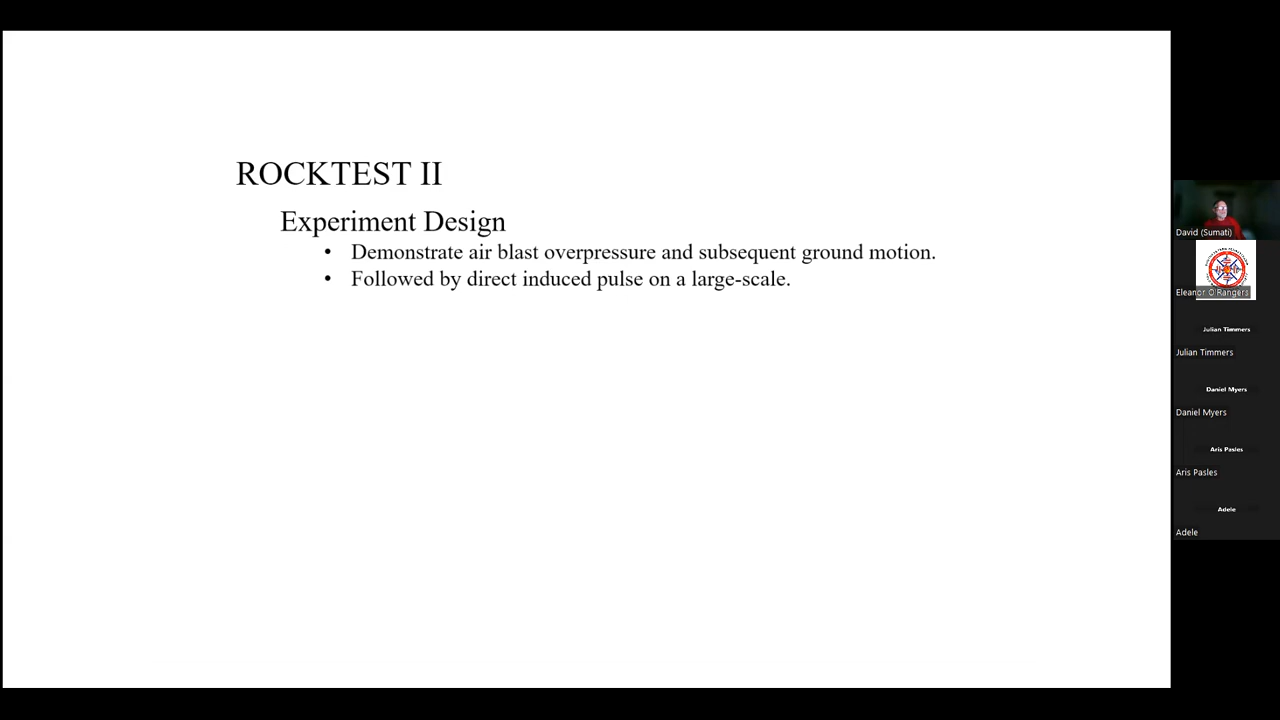 ROCKTEST II
Experiment Design
• Demonstrate air blast overpressure and subsequent ground motion.
• Followed by direct induced pulse on a large-scale.
David (Sumati)
Eleanor O'Rangers
Julian Timmers
Julian Timmers
Daniel Myers
Daniel Myers
Aris Pasles
Aris Pasles
Adele
Adele